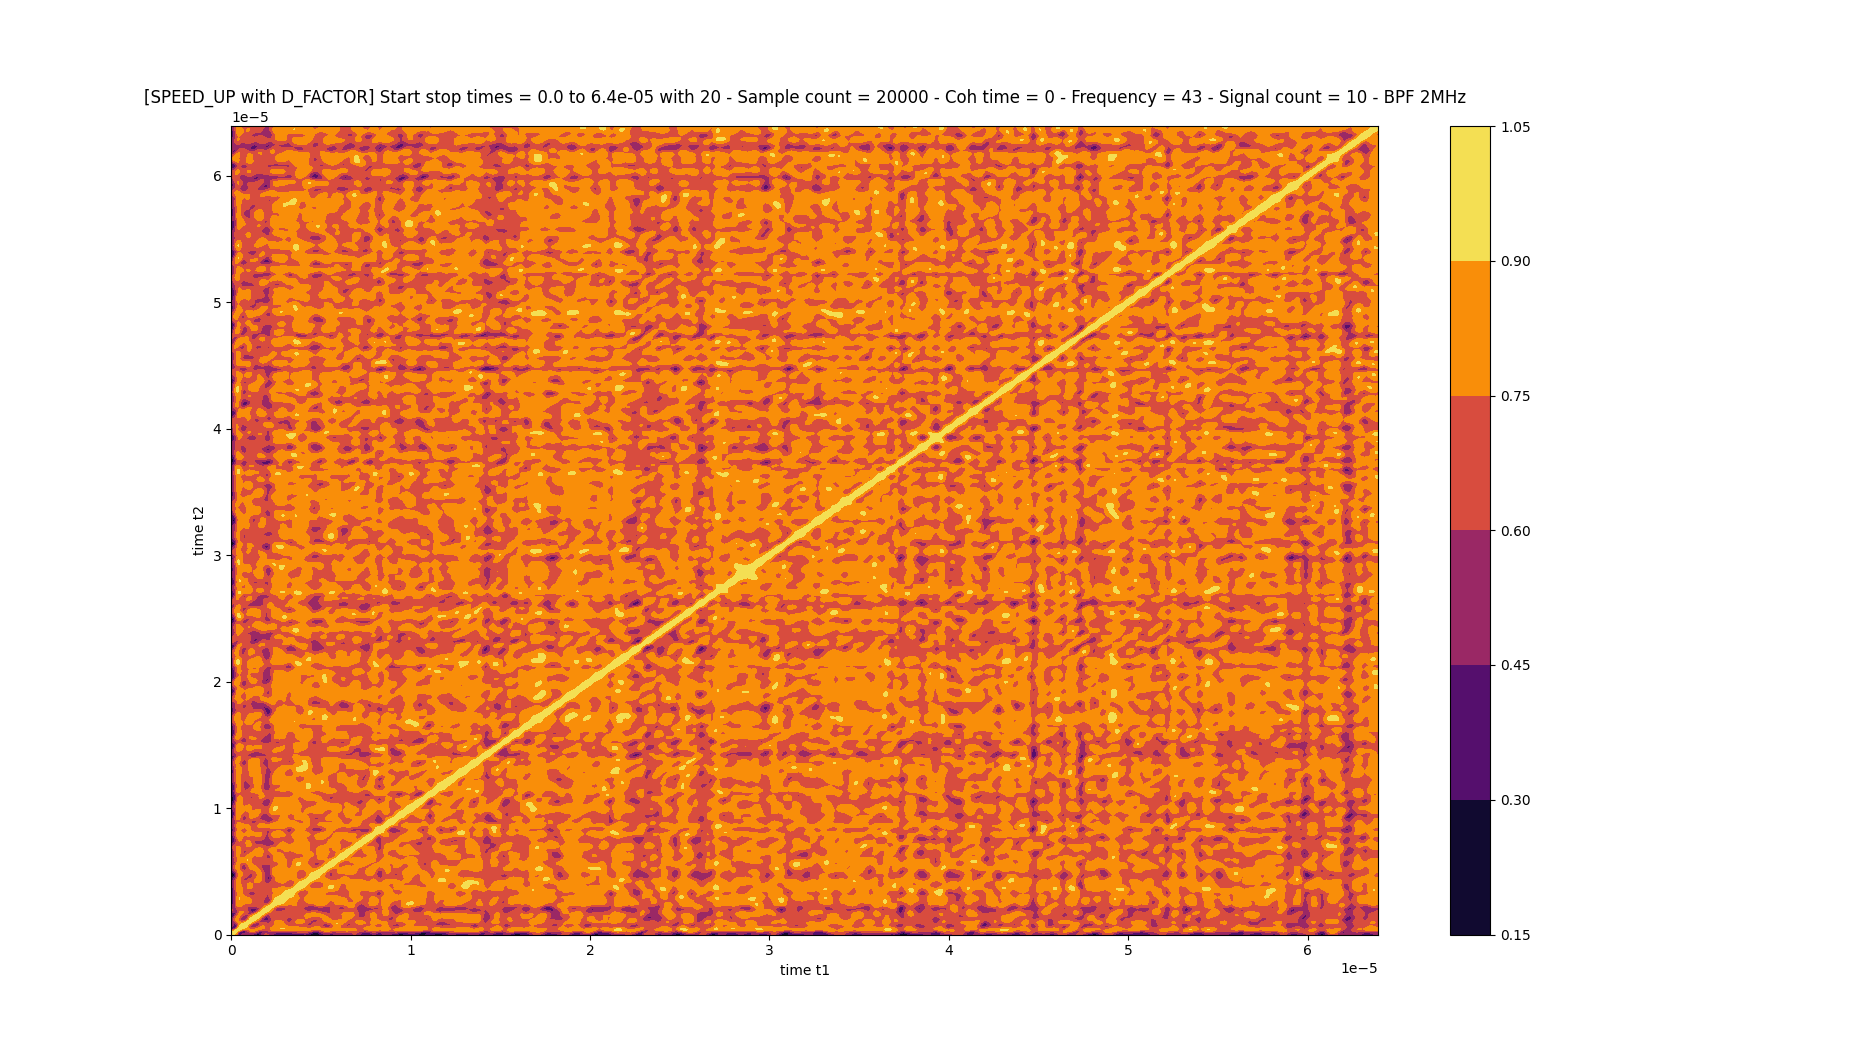 [SPEED_UP with D_FACTOR] Start stop times = 0.0 to 6.4e-05 with 20 - Sample count = 20000 - Coh time = 0 - Frequency = 43 - Signal count = 10 - BPF 2MHz
1e−5
6
5
4
3
2
1
0
time t2
0 1 2 3 4 5 6
time t1
1e−5
1.05
0.90
0.75
0.60
0.45
0.30
0.15